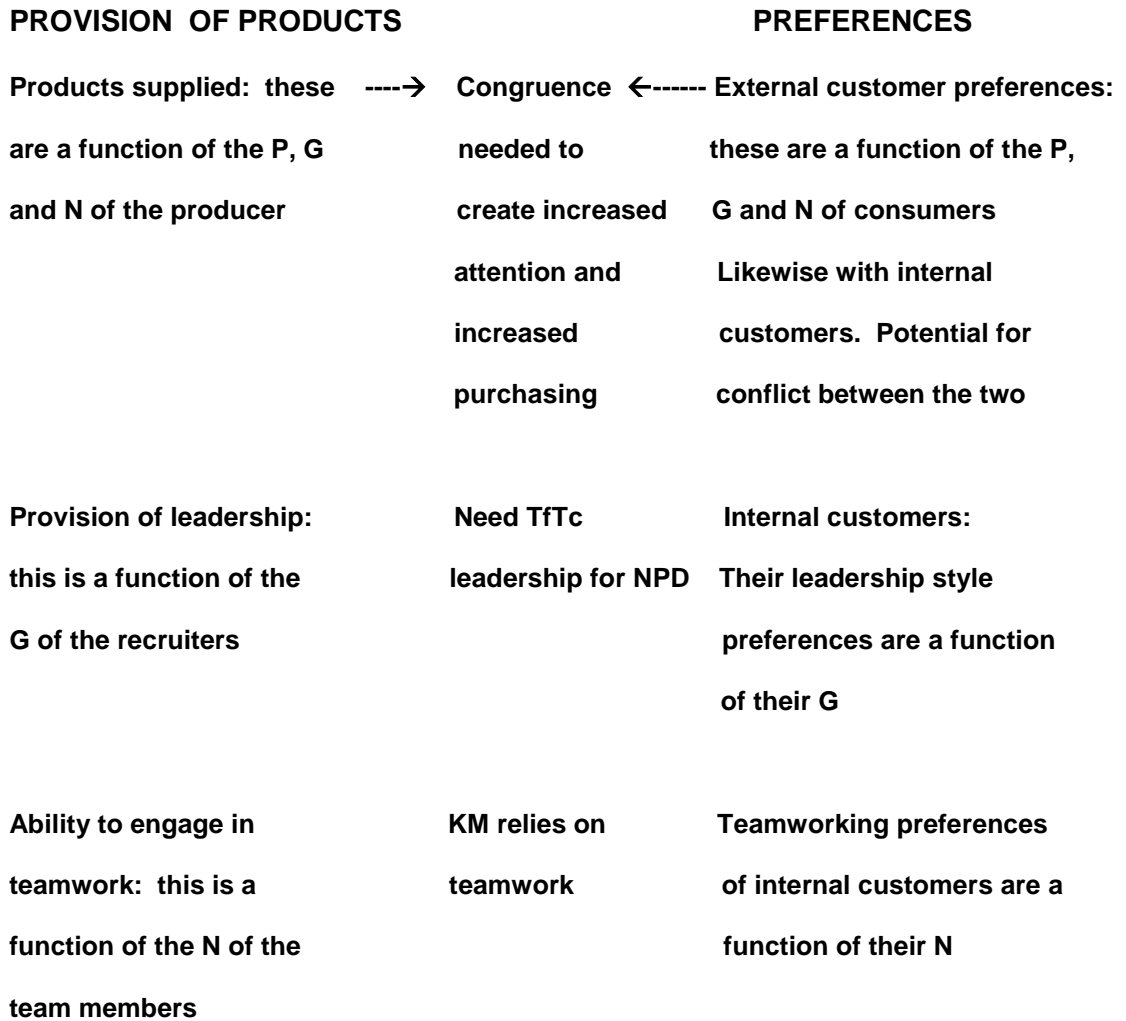 PROVISION OF PRODUCTS PREFERENCES
Products supplied: these ----→ Congruence ←------ External customer preferences:
are a function of the P, G needed to these are a function of the P,
and N of the producer create increased G and N of consumers
attention and Likewise with internal
increased customers. Potential for
purchasing conflict between the two
Provision of leadership: Need TfTc Internal customers:
this is a function of the leadership for NPD Their leadership style
G of the recruiters preferences are a function
of their G
Ability to engage in KM relies on Teamworking preferences
teamwork: this is a teamwork of internal customers are a
function of the N of the function of their N
team members